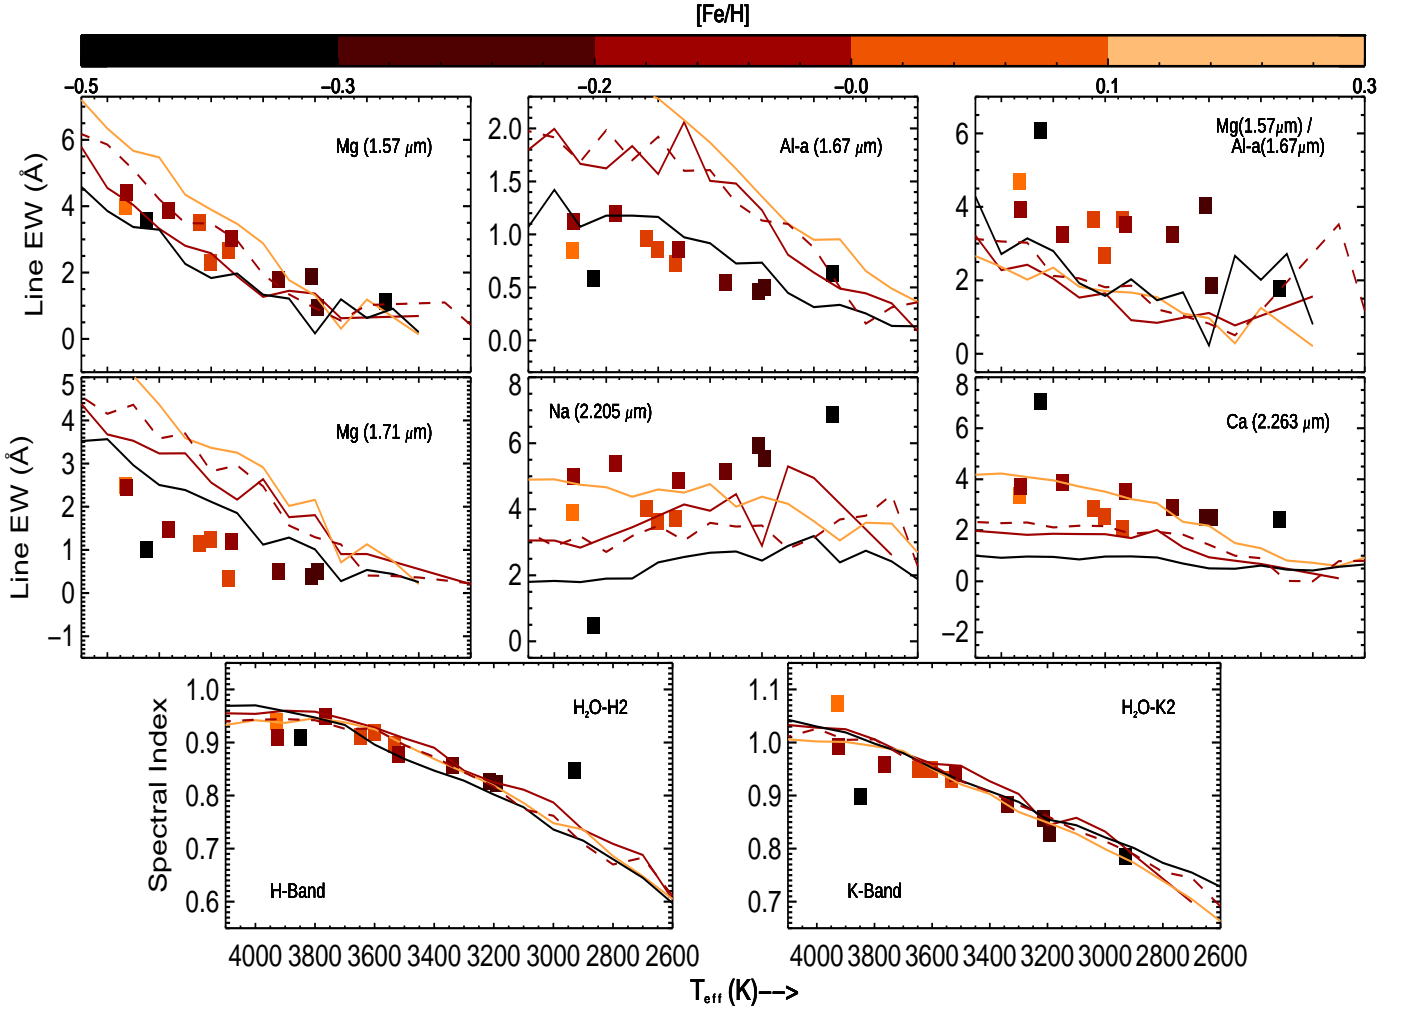 [Fe/H]
−0.5 −0.3 −0.2 −0.0 0.1 0.3
Line EW (Å)
6
4
2
0
Mg (1.57 μm)
2.0
1.5
1.0
0.5
0.0
Al-a (1.67 μm)
6
4
2
0
Mg(1.57μm) /
Al-a(1.67μm)
Line EW (Å)
5
4
3
2
1
0
−1
Mg (1.71 μm)
8
6
4
2
0
Na (2.205 μm)
8
6
4
2
0
−2
Ca (2.263 μm)
Spectral Index
1.0
0.9
0.8
0.7
0.6
H₂O-H2
H-Band
4000 3800 3600 3400 3200 3000 2800 2600
1.1
1.0
0.9
0.8
0.7
H₂O-K2
K-Band
4000 3800 3600 3400 3200 3000 2800 2600
Teff (K)−−>